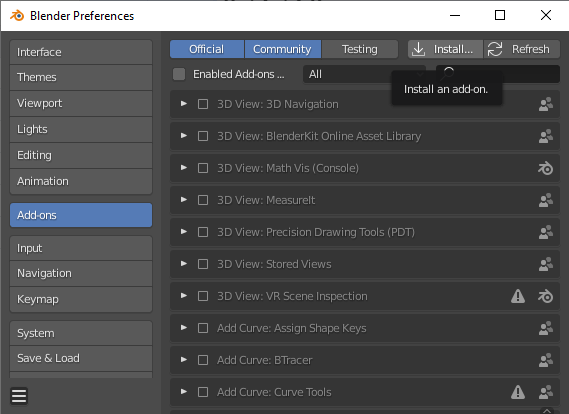 Blender Preferences
Interface
Themes
Viewport
Lights
Editing
Animation
Add-ons
Input
Navigation
Keymap
System
Save & Load
Official Community Testing Install... Refresh
Enabled Add-ons ... All
Install an add-on.
3D View: 3D Navigation
3D View: BlenderKit Online Asset Library
3D View: Math Vis (Console)
3D View: MeasureIt
3D View: Precision Drawing Tools (PDT)
3D View: Stored Views
3D View: VR Scene Inspection
Add Curve: Assign Shape Keys
Add Curve: BTracer
Add Curve: Curve Tools